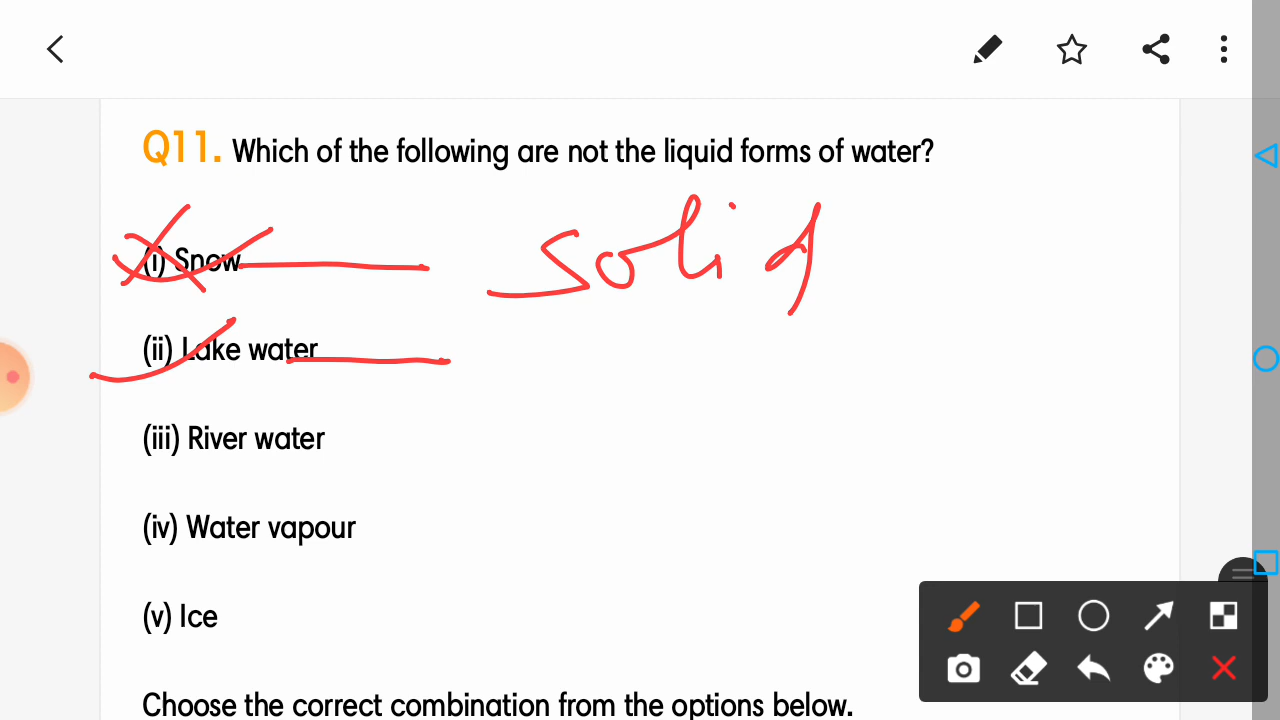 Q11. Which of the following are not the liquid forms of water?
(i) Snow solid
(ii) Lake water
(iii) River water
(iv) Water vapour
(v) Ice
Choose the correct combination from the options below.